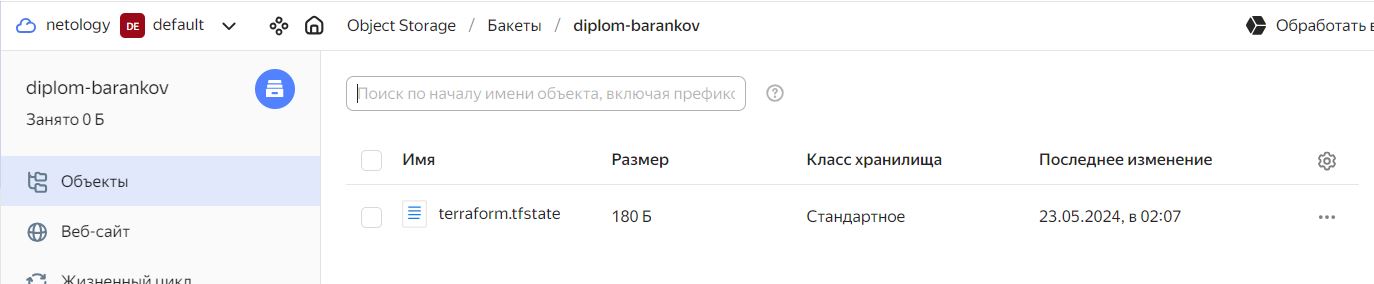 netology DE default Object Storage / Бакеты / diplom-barankov Обработать
diplom-barankov
Занято 0 Б
Поиск по началу имени объекта, включая префикс
Имя Размер Класс хранилища Последнее изменение
Объекты
terraform.tfstate 180 Б Стандартное 23.05.2024, в 02:07
Веб-сайт
Жизненный цикл